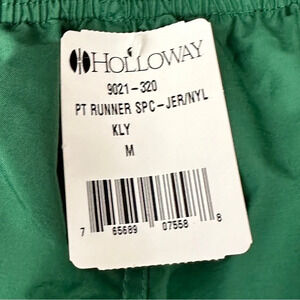 HOLLOWAY
9021-320
PT RUNNER SPC-JER/NYL
KLY
M
7 65689 07558 8